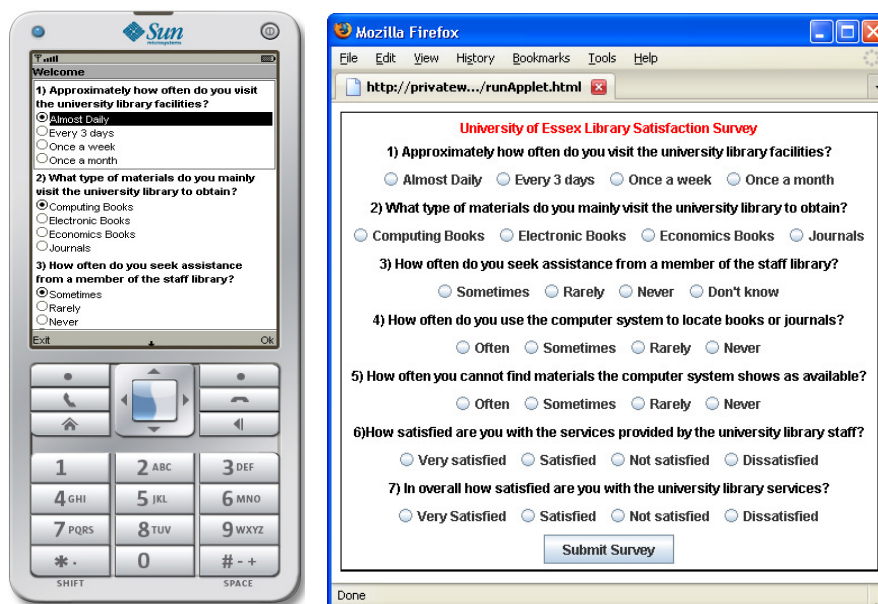 Sun
microsystems
Welcome
1) Approximately how often do you visit
the university library facilities?
Almost Daily
Every 3 days
Once a week
Once a month
2) What type of materials do you mainly
visit the university library to obtain?
Computing Books
Electronic Books
Economics Books
Journals
3) How often do you seek assistance
from a member of the staff library?
Sometimes
Rarely
Never
Exit Ok
1 2 ABC 3 DEF
4 GHI 5 JKL 6 MNO
7 PQRS 8 TUV 9 WXYZ
* . 0 # - +
SHIFT SPACE
Mozilla Firefox
File Edit View History Bookmarks Tools Help
http://privatew.../runApplet.html
University of Essex Library Satisfaction Survey
1) Approximately how often do you visit the university library facilities?
Almost Daily Every 3 days Once a week Once a month
2) What type of materials do you mainly visit the university library to obtain?
Computing Books Electronic Books Economics Books Journals
3) How often do you seek assistance from a member of the staff library?
Sometimes Rarely Never Don't know
4) How often do you use the computer system to locate books or journals?
Often Sometimes Rarely Never
5) How often you cannot find materials the computer system shows as available?
Often Sometimes Rarely Never
6)How satisfied are you with the services provided by the university library staff?
Very satisfied Satisfied Not satisfied Dissatisfied
7) In overall how satisfied are you with the university library services?
Very Satisfied Satisfied Not satisfied Dissatisfied
Submit Survey
Done